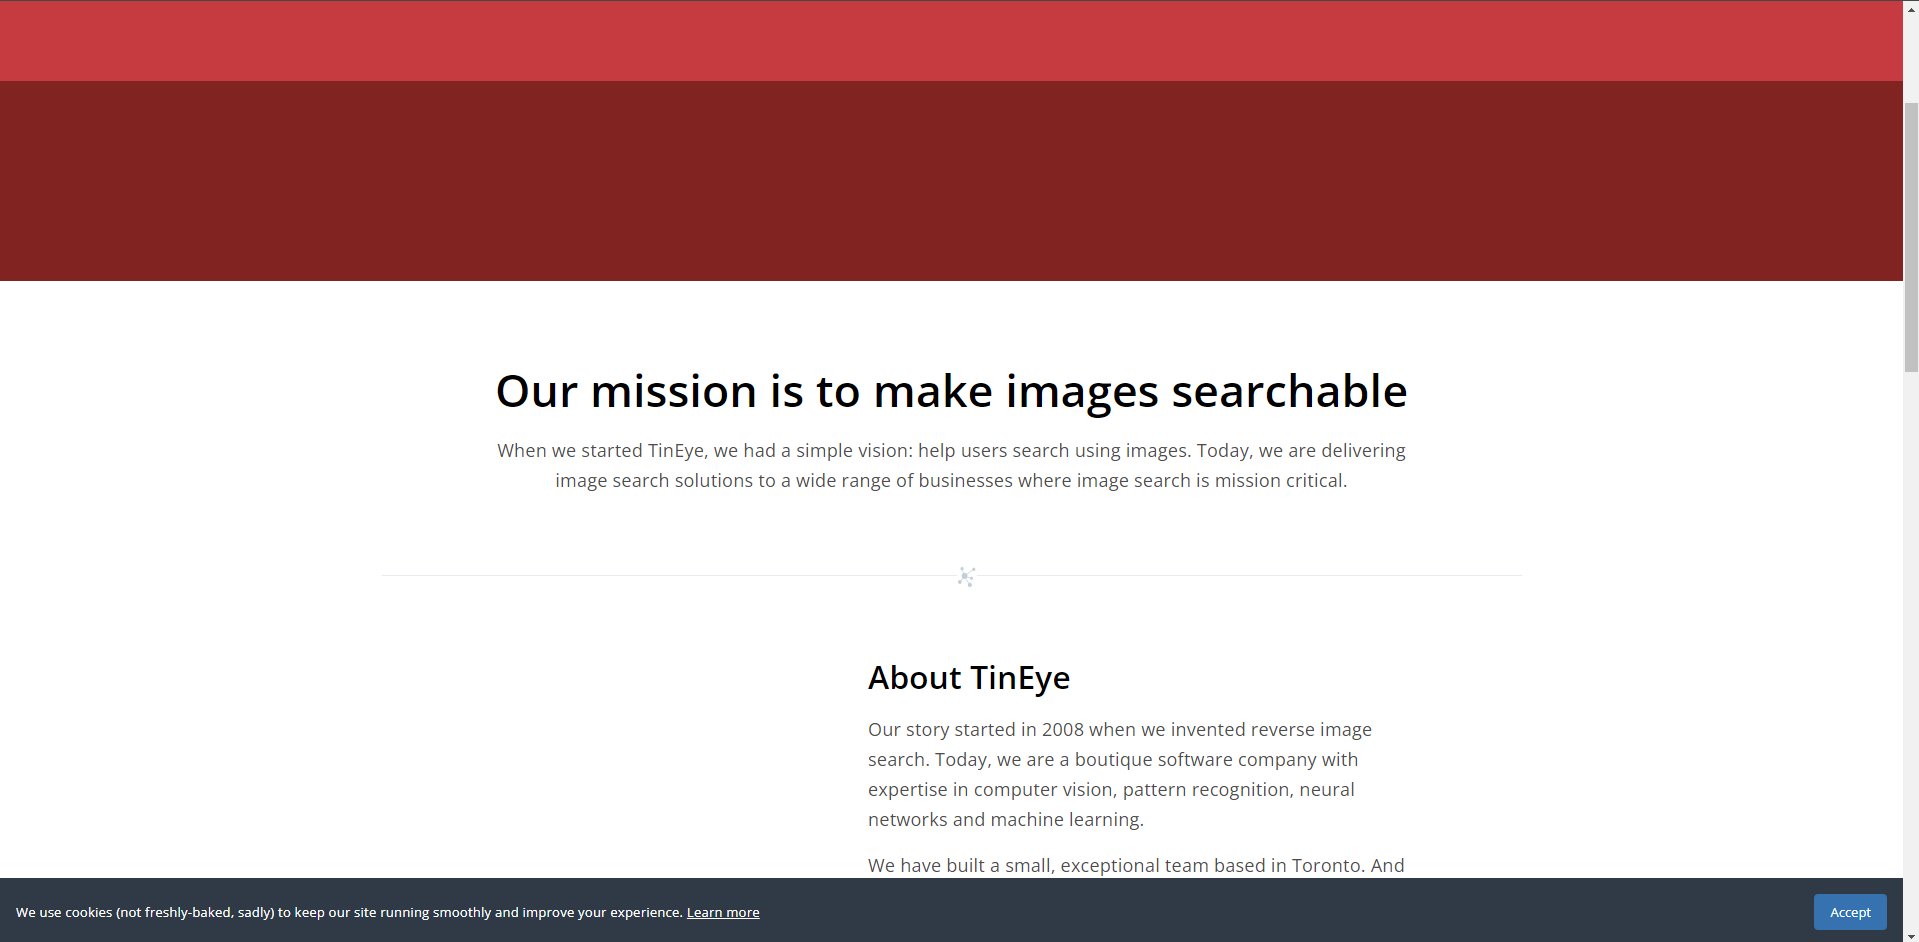 Our mission is to make images searchable
When we started TinEye, we had a simple vision: help users search using images. Today, we are delivering
image search solutions to a wide range of businesses where image search is mission critical.
About TinEye
Our story started in 2008 when we invented reverse image
search. Today, we are a boutique software company with
expertise in computer vision, pattern recognition, neural
networks and machine learning.
We have built a small, exceptional team based in Toronto. And
We use cookies (not freshly-baked, sadly) to keep our site running smoothly and improve your experience. Learn more
Accept